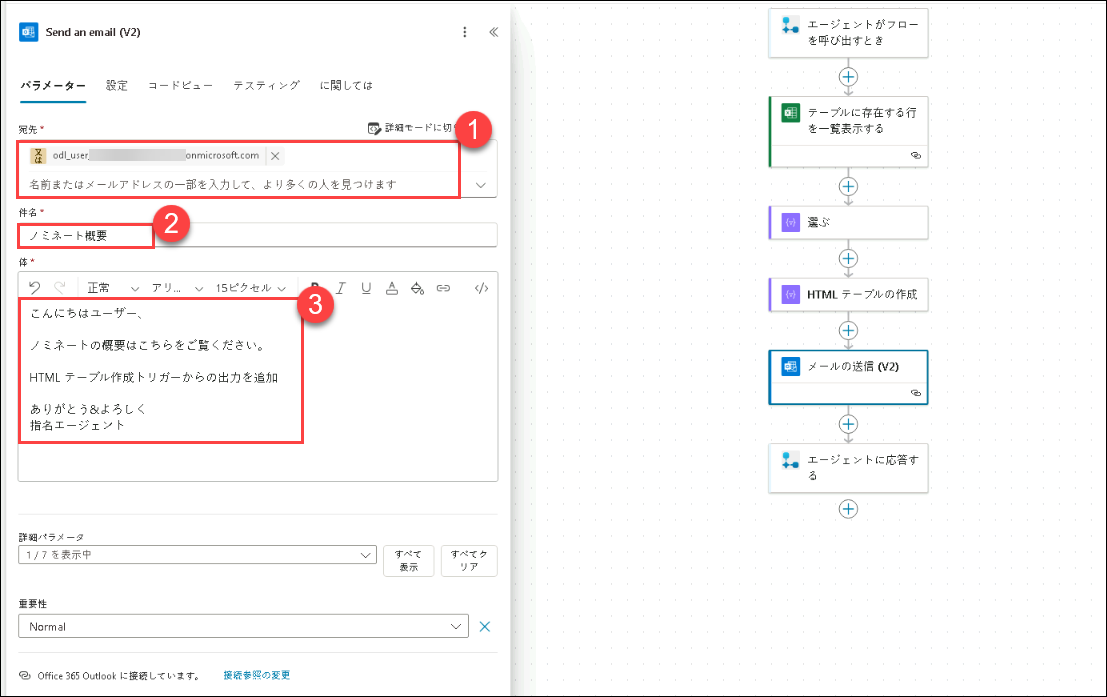 Send an email (V2)
パラメーター 設定 コードビュー テスティング に関しては
宛先 *
詳細モードに切
1
又は odl_user_ onmicrosoft.com
名前またはメールアドレスの一部を入力して、より多くの人を見つけます
件名 *
2
ノミネート概要
体 *
正常 アリ... 15ピクセル B I U A </>
3
こんにちはユーザー、
ノミネートの概要はこちらをご覧ください。
HTML テーブル作成トリガーからの出力を追加
ありがとう&よろしく
指名エージェント
詳細パラメータ
1 / 7 を表示中
すべて
表示
すべてク
リア
重要性
Normal
Office 365 Outlook に接続しています。 接続参照の変更
エージェントがフロー
を呼び出すとき
テーブルに存在する行
を一覧表示する
選ぶ
HTML テーブルの作成
メールの送信 (V2)
エージェントに応答す
る